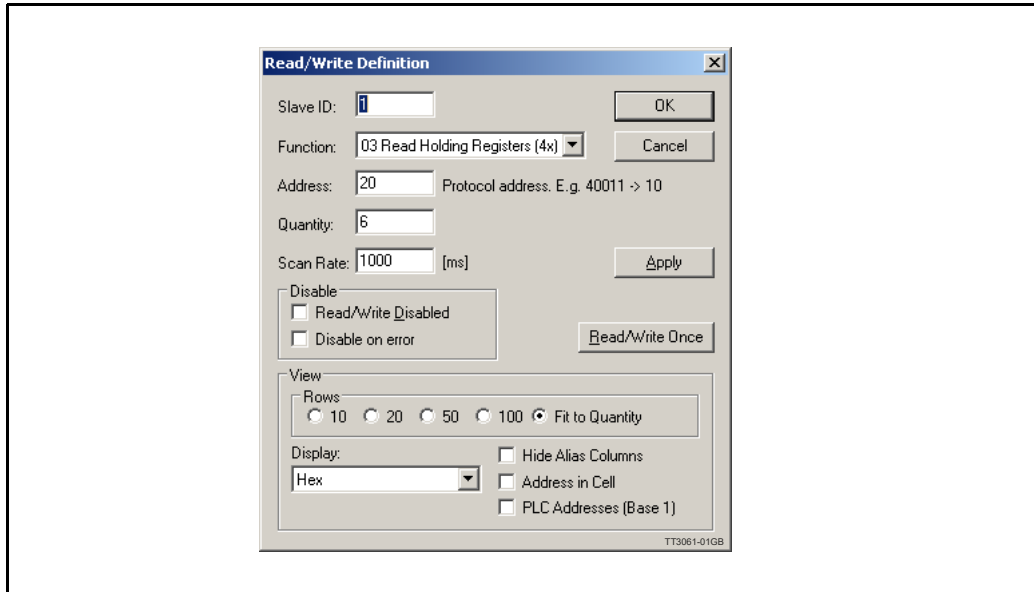 Read/Write Definition
Slave ID: 1 OK
Function: 03 Read Holding Registers (4x) Cancel
Address: 20 Protocol address. E.g. 40011 -> 10
Quantity: 6
Scan Rate: 1000 [ms] Apply
Disable
Read/Write Disabled
Disable on error
Read/Write Once
View
Rows
10 20 50 100 Fit to Quantity
Display: Hide Alias Columns
Hex Address in Cell
PLC Addresses (Base 1)
TT3061-01GB